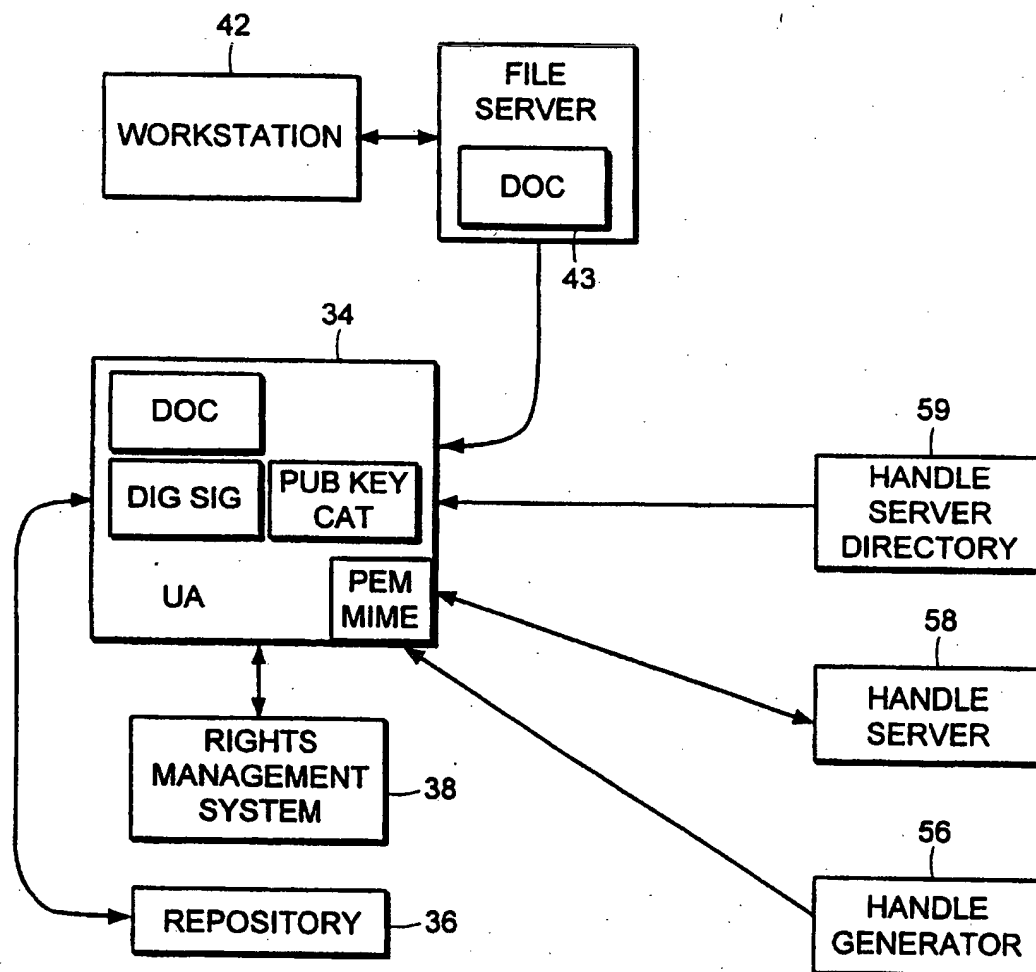 42
WORKSTATION
FILE
SERVER
DOC
43
34
DOC
DIG SIG
PUB KEY
CAT
UA
PEM
MIME
59
HANDLE
SERVER
DIRECTORY
58
HANDLE
SERVER
RIGHTS
MANAGEMENT
SYSTEM
38
56
HANDLE
GENERATOR
REPOSITORY
36